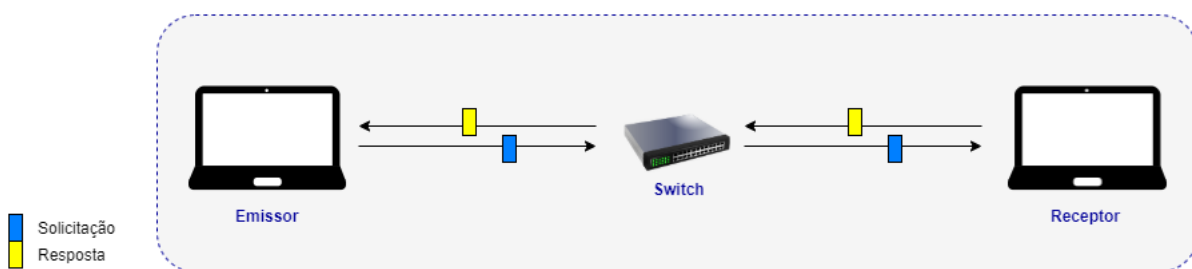 Switch
Emissor
Receptor
Solicitação
Resposta